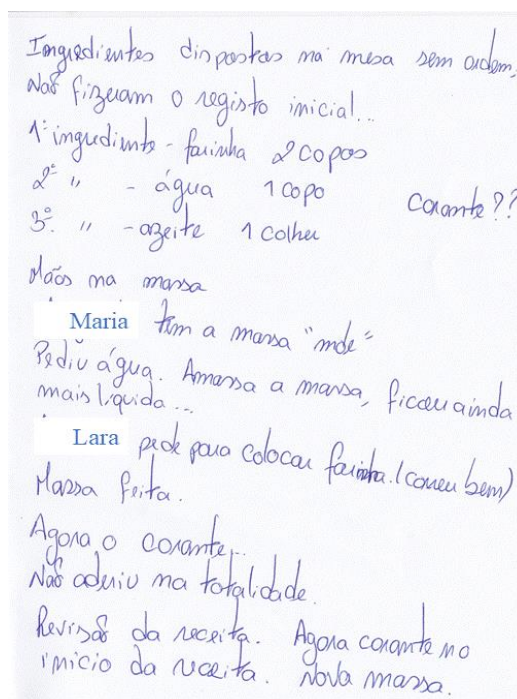 Ingredientes dispostos na mesa sem ordem.
Não fizeram o registo inicial...
1º ingrediente - farinha 2 copos
2º " - água 1 copo
Corante??
3º " - azeite 1 colher
Mãos na massa
Maria tem a massa "mole"
Pediu água. Amassa a massa, ficou ainda
mais líquida...
Lara pede para colocar farinha. (correu bem)
Massa feita.
Agora o corante...
Não aderiu na totalidade.
Revisão da receita. Agora corante no
início da receita. Nova massa.